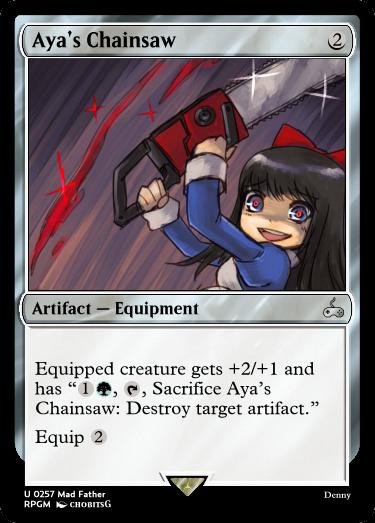 Aya's Chainsaw 2
Artifact — Equipment
Equipped creature gets +2/+1 and
has “1, , Sacrifice Aya's
Chainsaw: Destroy target artifact.”
Equip 2
U 0257 Mad Father
RPGM CHOBITSG
Denny